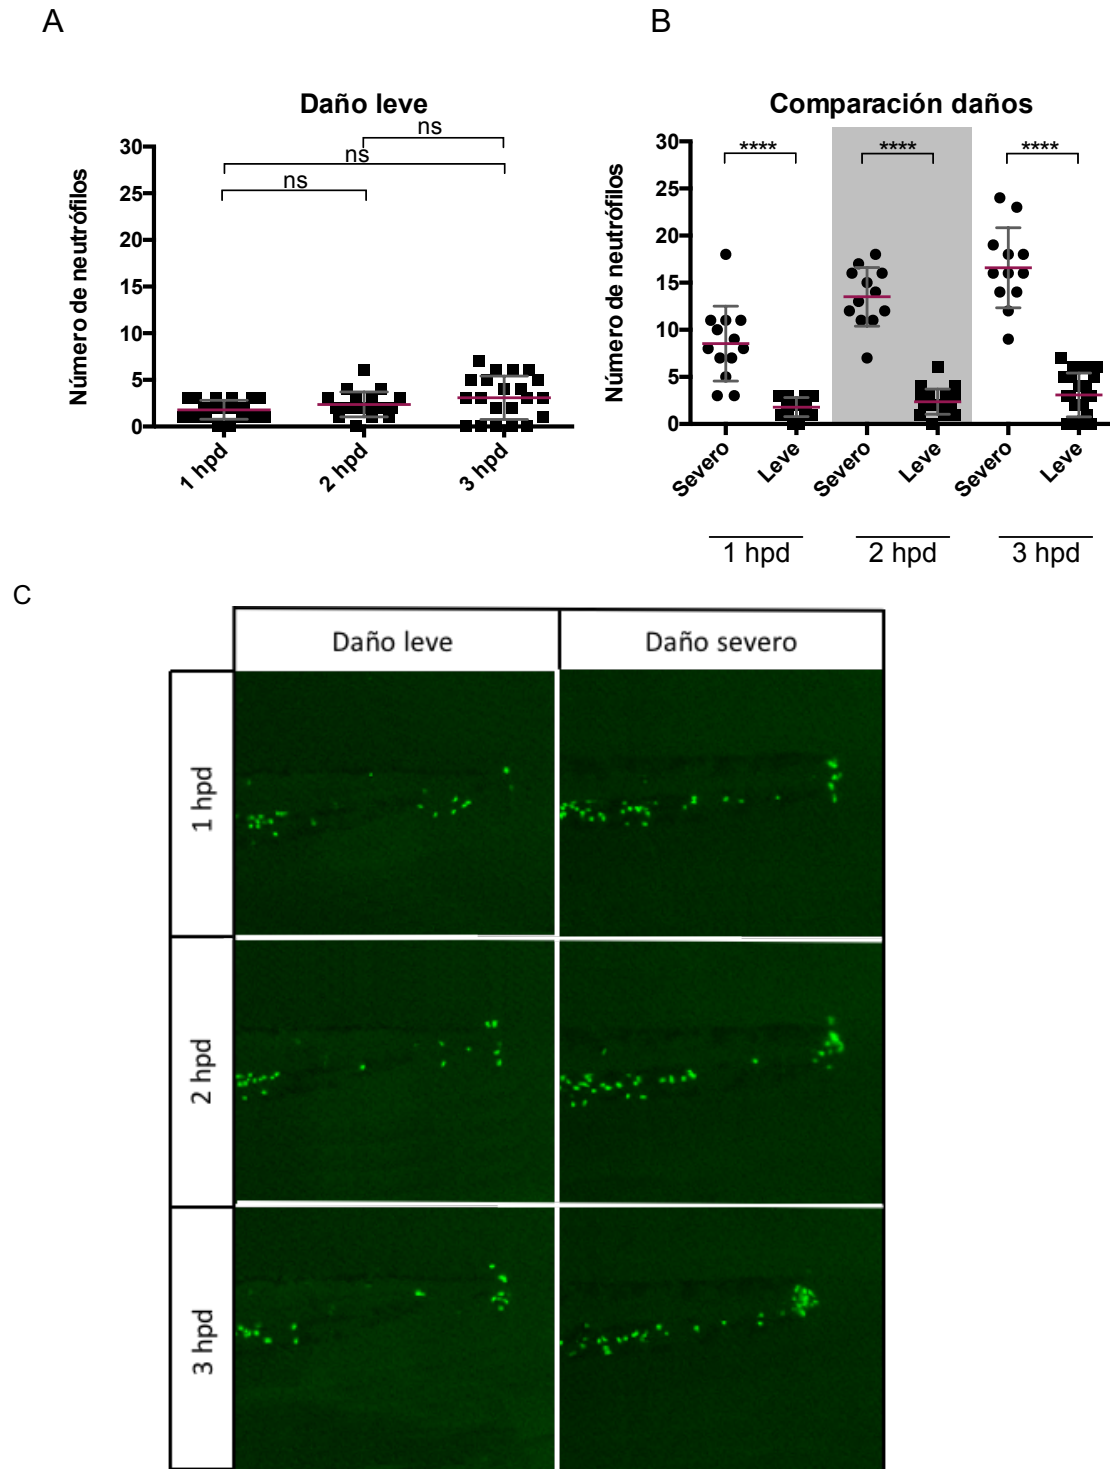 A
B
Daño leve
Comparación daños
ns
ns
ns
Número de neutrófilos
30
25
20
15
10
5
0
1 hpd
2 hpd
3 hpd
****
****
****
Número de neutrófilos
30
25
20
15
10
5
0
Severo
Leve
Severo
Leve
Severo
Leve
1 hpd
2 hpd
3 hpd
C
Daño leve
Daño severo
1 hpd
2 hpd
3 hpd